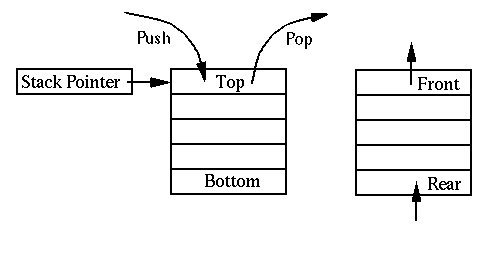 Push
Pop
Stack Pointer
Top
Front
Bottom
Rear